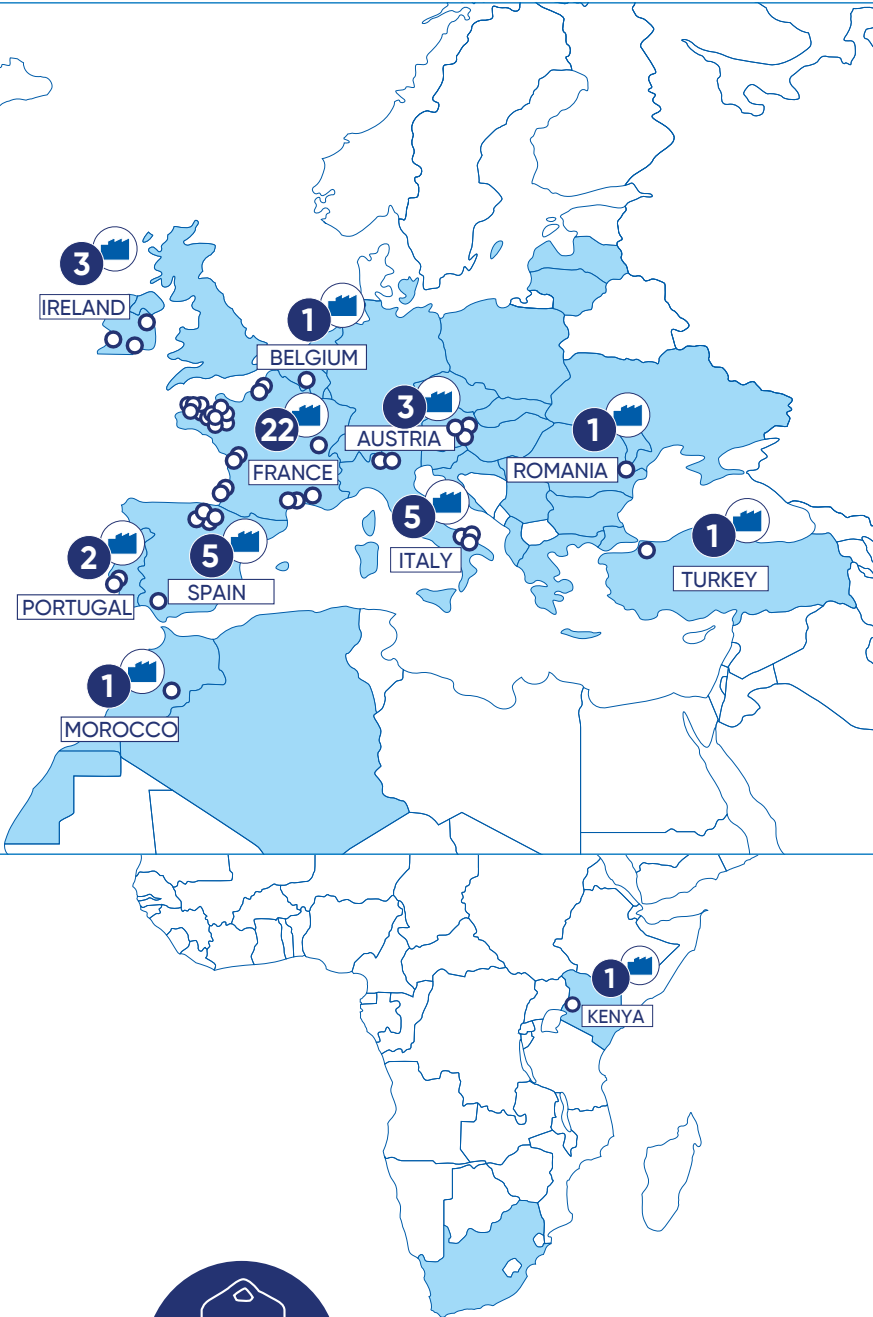 3
IRELAND
1
BELGIUM
3
AUSTRIA
22
FRANCE
1
ROMANIA
5
ITALY
1
TURKEY
2
PORTUGAL
5
SPAIN
1
MOROCCO
1
KENYA